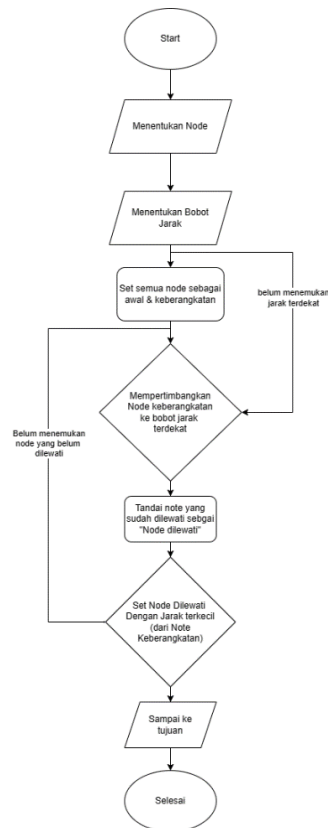 Start
Menentukan Node
Menentukan Bobot
Jarak
Set semua node sebagai
awal & keberangkatan
belum menemukan
jarak terdekat
Mempertimbangkan
Node keberangkatan
ke bobot jarak
terdekat
Belum menemukan
node yang belum
dilewati
Tandai note yang
sudah dilewati sebgai
"Node dilewati"
Set Node Dilewati
Dengan Jarak terkecil
(dari Note
Keberangkatan)
Sampai ke
tujuan
Selesai